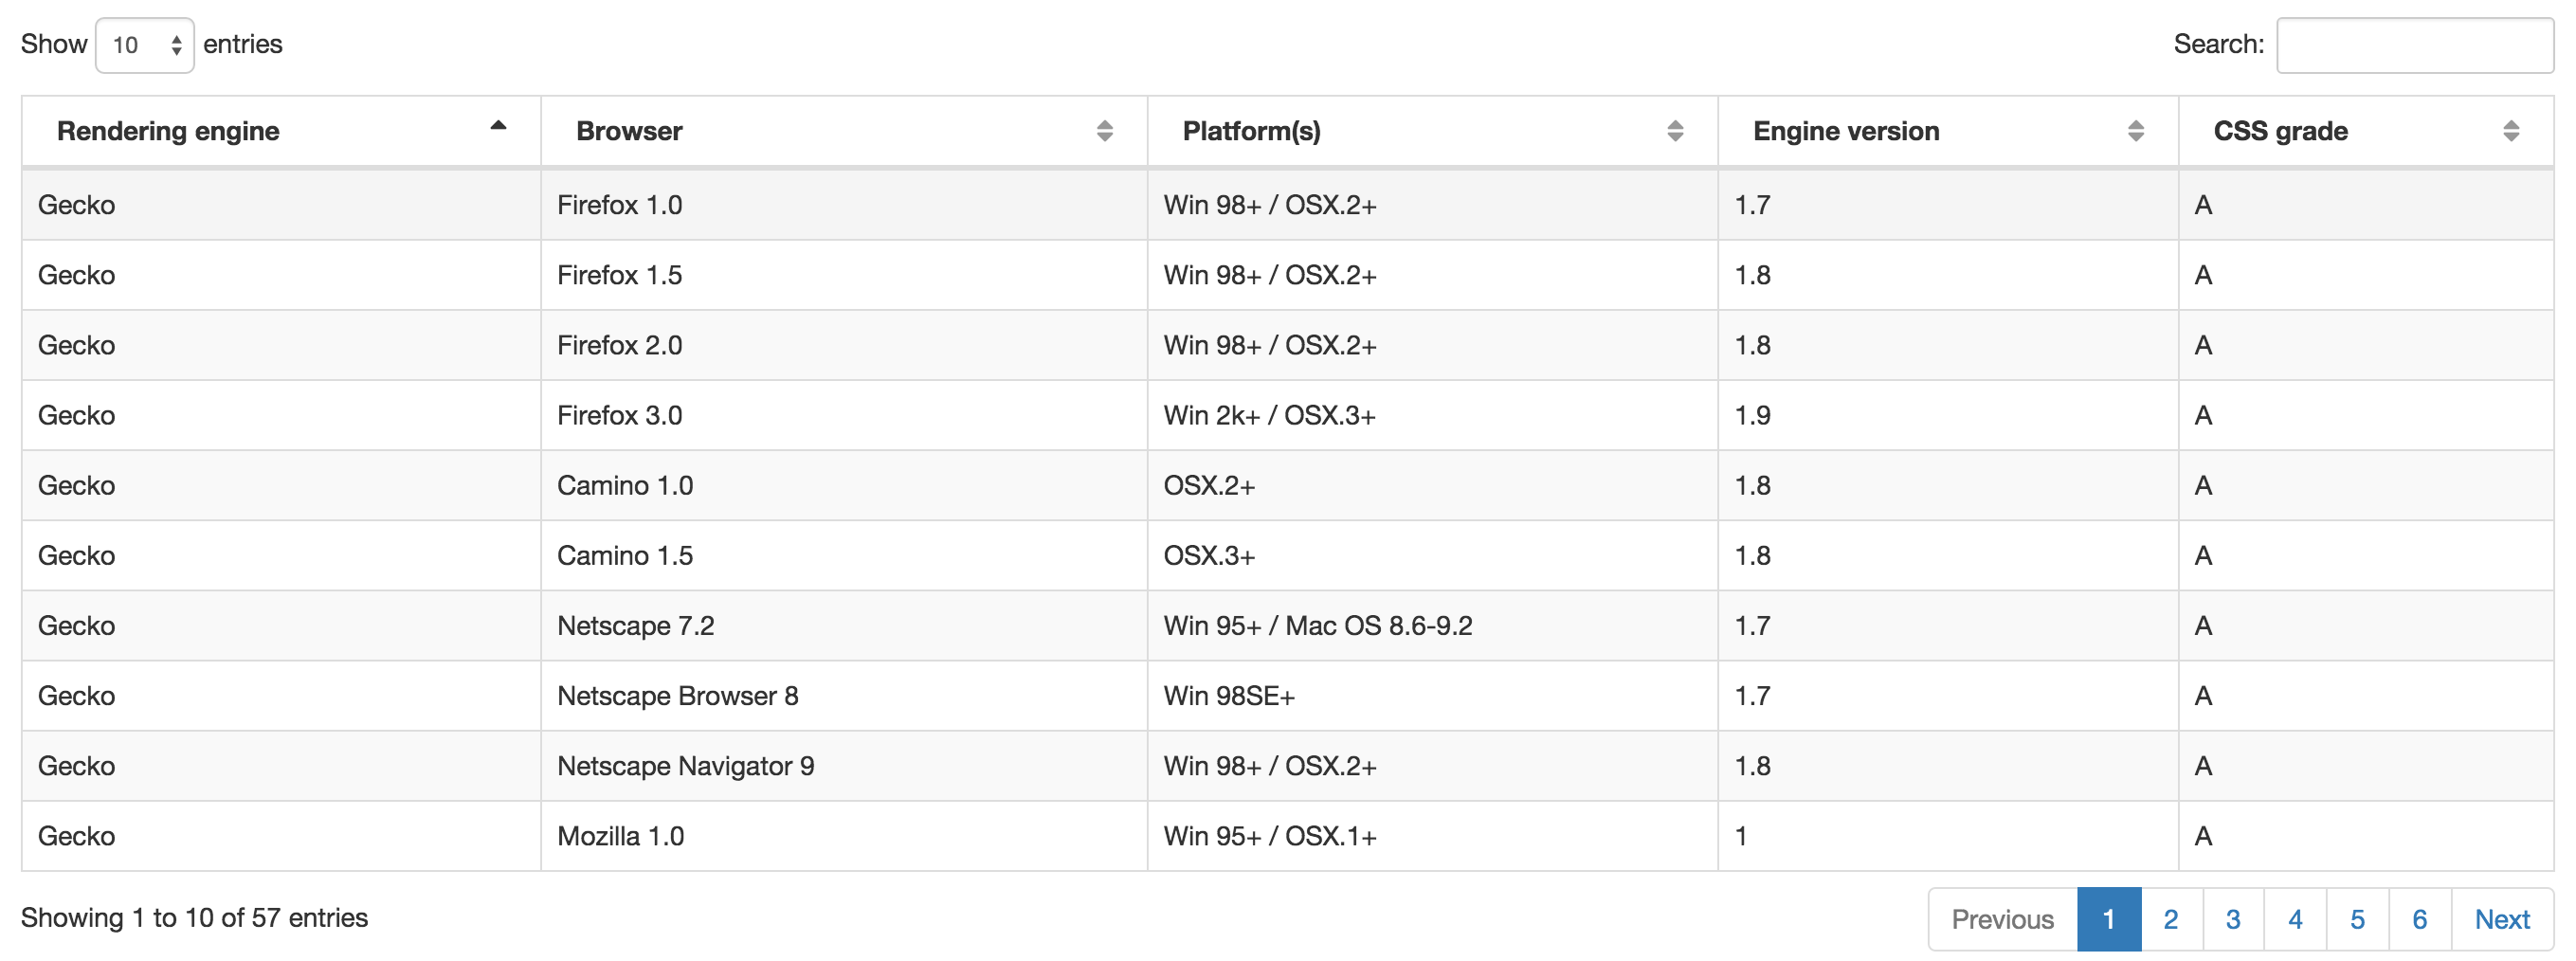 Show 10 entries Search:
Rendering engine Browser Platform(s) Engine version CSS grade
Gecko Firefox 1.0 Win 98+ / OSX.2+ 1.7 A
Gecko Firefox 1.5 Win 98+ / OSX.2+ 1.8 A
Gecko Firefox 2.0 Win 98+ / OSX.2+ 1.8 A
Gecko Firefox 3.0 Win 2k+ / OSX.3+ 1.9 A
Gecko Camino 1.0 OSX.2+ 1.8 A
Gecko Camino 1.5 OSX.3+ 1.8 A
Gecko Netscape 7.2 Win 95+ / Mac OS 8.6-9.2 1.7 A
Gecko Netscape Browser 8 Win 98SE+ 1.7 A
Gecko Netscape Navigator 9 Win 98+ / OSX.2+ 1.8 A
Gecko Mozilla 1.0 Win 95+ / OSX.1+ 1 A
Showing 1 to 10 of 57 entries Previous 1 2 3 4 5 6 Next